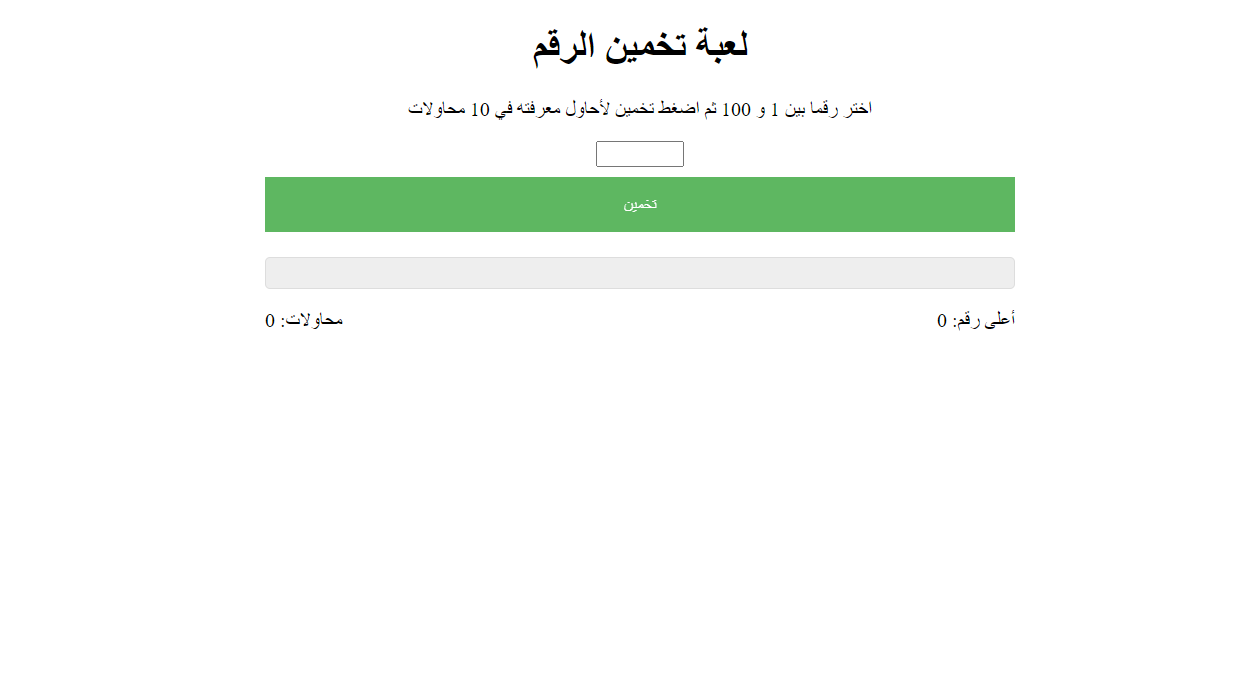 لعبة تخمين الرقم
اختر رقما بين 1 و 100 ثم اضغط تخمين لأحاول معرفته في 10 محاولات
تخمين
أعلى رقم: 0
محاولات: 0